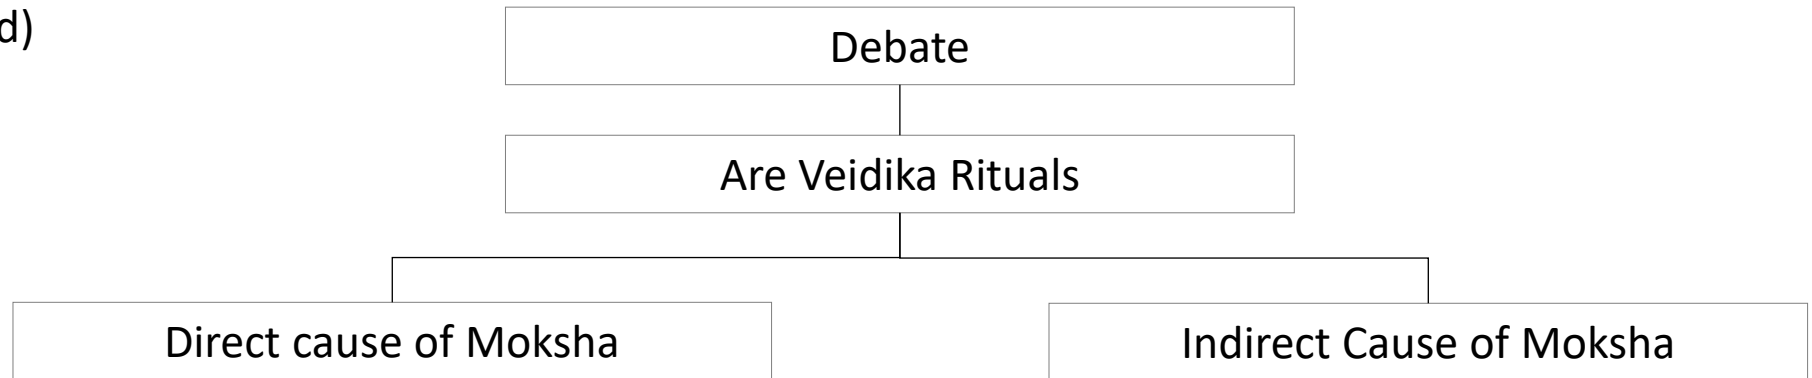 d)
Debate
Are Veidika Rituals
Direct cause of Moksha
Indirect Cause of Moksha